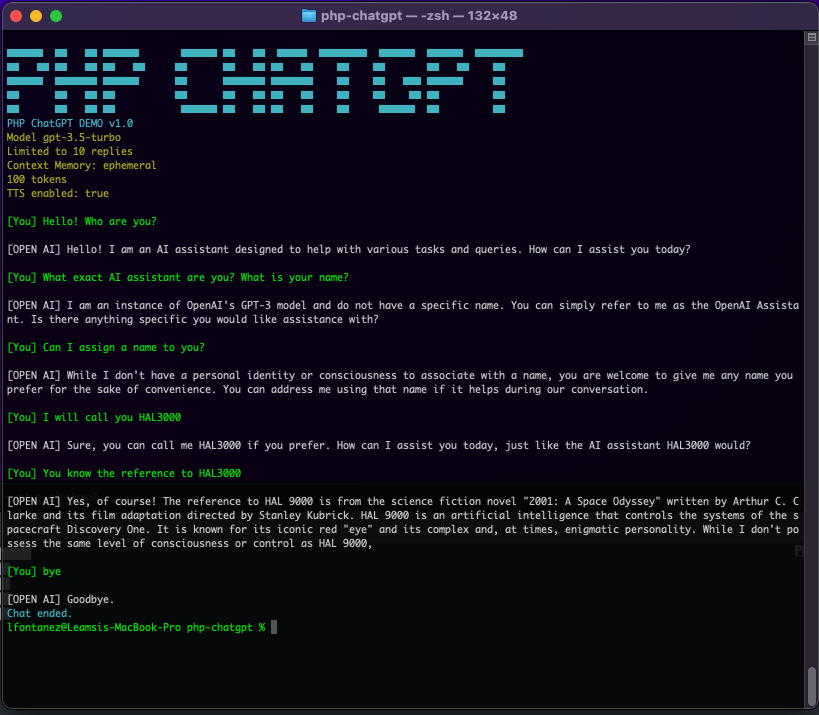 php-chatgpt — -zsh — 132×48
PHP CHATGPT
PHP ChatGPT DEMO v1.0
Model gpt-3.5-turbo
Limited to 10 replies
Context Memory: ephemeral
100 tokens
TTS enabled: true
[You] Hello! Who are you?
[OPEN AI] Hello! I am an AI assistant designed to help with various tasks and queries. How can I assist you today?
[You] What exact AI assistant are you? What is your name?
[OPEN AI] I am an instance of OpenAI's GPT-3 model and do not have a specific name. You can simply refer to me as the OpenAI Assista
nt. Is there anything specific you would like assistance with?
[You] Can I assign a name to you?
[OPEN AI] While I don't have a personal identity or consciousness to associate with a name, you are welcome to give me any name you
prefer for the sake of convenience. You can address me using that name if it helps during our conversation.
[You] I will call you HAL3000
[OPEN AI] Sure, you can call me HAL3000 if you prefer. How can I assist you today, just like the AI assistant HAL3000 would?
[You] You know the reference to HAL3000
[OPEN AI] Yes, of course! The reference to HAL 9000 is from the science fiction novel "2001: A Space Odyssey" written by Arthur C. C
larke and its film adaptation directed by Stanley Kubrick. HAL 9000 is an artificial intelligence that controls the systems of the s
pacecraft Discovery One. It is known for its iconic red "eye" and its complex and, at times, enigmatic personality. While I don't po
ssess the same level of consciousness or control as HAL 9000,
[You] bye
[OPEN AI] Goodbye.
Chat ended.
lfontanez@Leamsis-MacBook-Pro php-chatgpt %